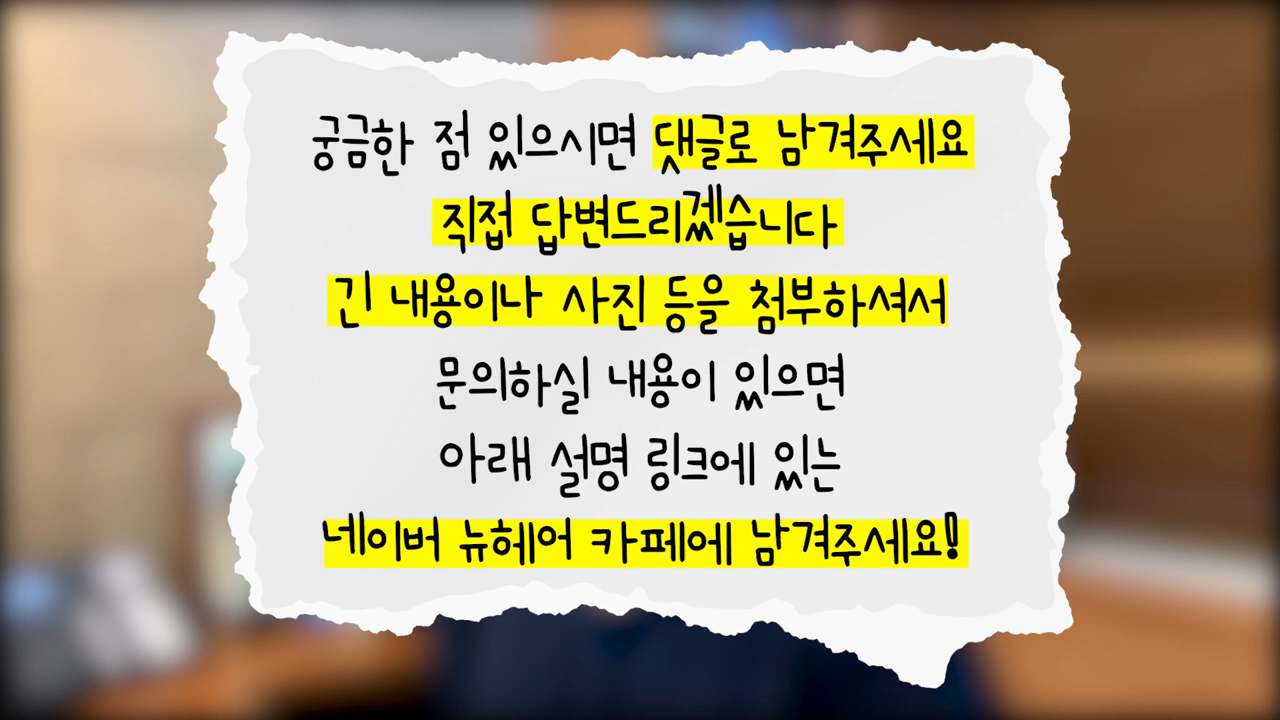 궁금한 점 있으시면 댓글로 남겨주세요
직접 답변드리겠습니다
긴 내용이나 사진 등을 첨부하셔서
문의하실 내용이 있으면
아래 설명 링크에 있는
네이버 뉴헤어 카페에 남겨주세요!